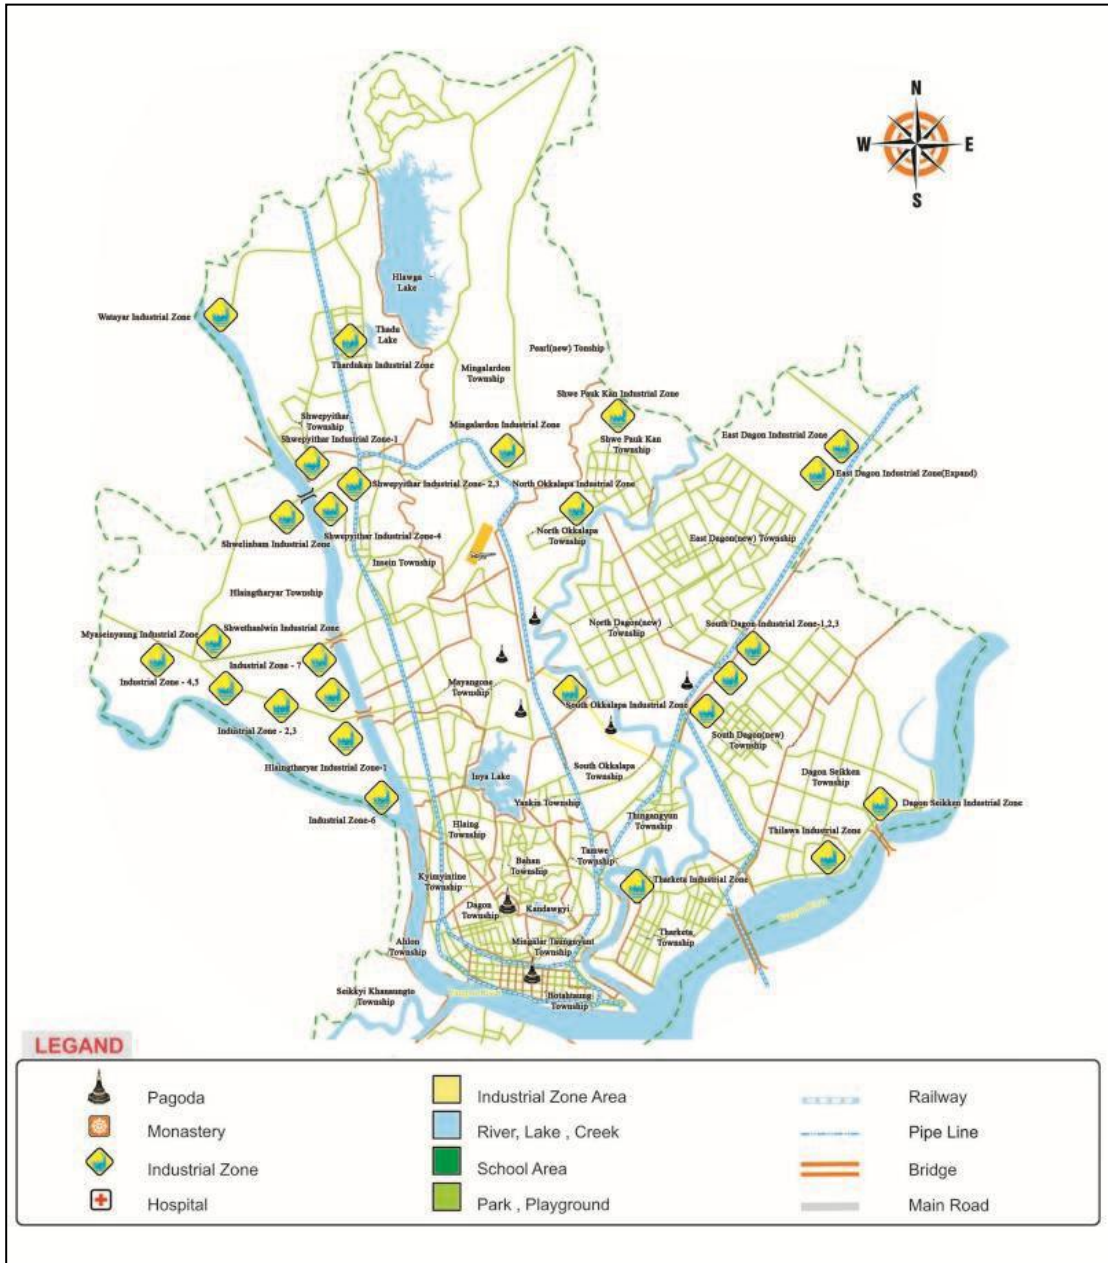 N
W
E
S
Hlawga
Lake
Watayar Industrial Zone
Thadu
Lake
Thardukan Industrial Zone
Pearl(new) Tonship
Mingalardon
Township
Shwe Pauk Kan Industrial Zone
Shwepyithar
Township
Shwepyithar Industrial Zone-1
Mingalardon Industrial Zone
Shwe Pauk Kan
Township
East Dagon Industrial Zone
East Dagon Industrial Zone(Expand)
Shwepyithar Industrial Zone- 2,3
North Okkalapa Industrial Zone
Shwelinban Industrial Zone
Shwepyithar Industrial Zone-4
North Okkalapa
Township
East Dagon(new) Township
Insein Township
Hlaingtharyar Township
Myaseinyaung Industrial Zone
Shwethanlwin Industrial Zone
North Dagon(new)
Township
South Dagon Industrial Zone-1,2,3
Industrial Zone - 7
Industrial Zone - 4,5
Mayangone
Township
South Okkalapa Industrial Zone
Industrial Zone - 2,3
South Dagon(new)
Township
Hlaingtharyar Industrial Zone-1
Inya Lake
South Okkalapa
Township
Dagon Seikken
Township
Industrial Zone-6
Yankin Township
Dagon Seikken Industrial Zone
Hlaing
Township
Thingangyun
Township
Thilawa Industrial Zone
Bahan
Township
Tamwe
Township
Kyimyintine
Township
Tharketa Industrial Zone
Dagon
Township
Kandawgyi
Ahlon
Township
Mingalar Taungnyunt
Township
Tharketa
Township
Seikkyi Khanaungto
Township
Botahtaung
Township
LEGAND
Pagoda
Monastery
Industrial Zone
Hospital
Industrial Zone Area
River, Lake , Creek
School Area
Park , Playground
Railway
Pipe Line
Bridge
Main Road